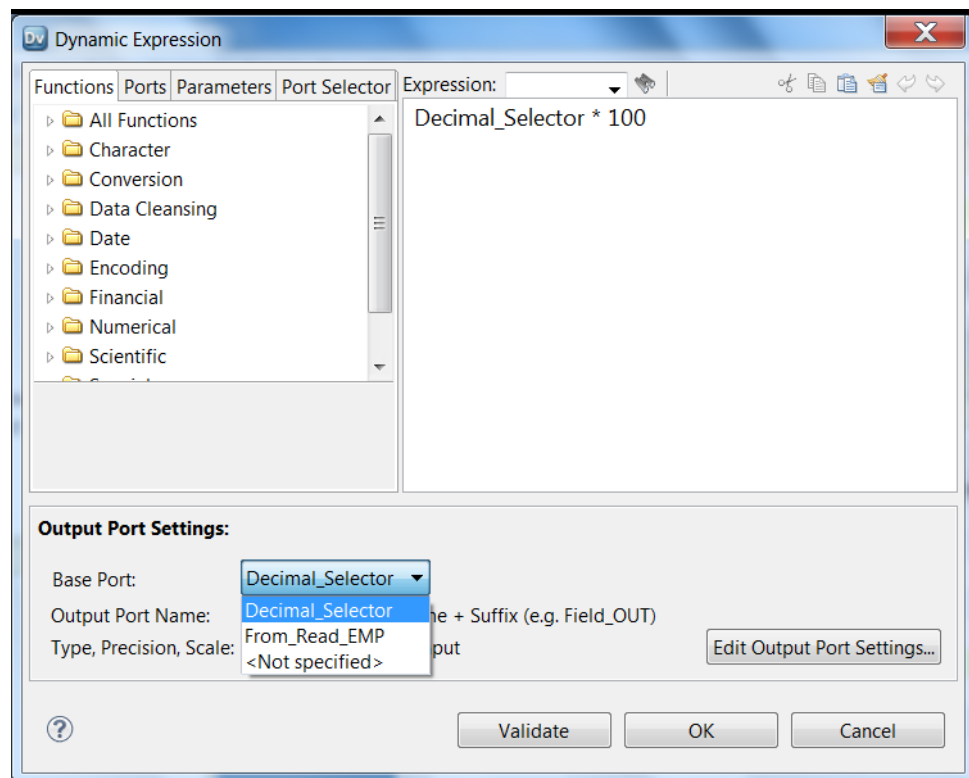 Dv Dynamic Expression
Functions Ports Parameters Port Selector
All Functions
Character
Conversion
Data Cleansing
Date
Encoding
Financial
Numerical
Scientific
Expression:
Decimal_Selector * 100
Output Port Settings:
Base Port: Decimal_Selector
Decimal_Selector
From_Read_EMP
<Not specified>
Output Port Name: + Suffix (e.g. Field_OUT)
Type, Precision, Scale:
Edit Output Port Settings...
? Validate OK Cancel